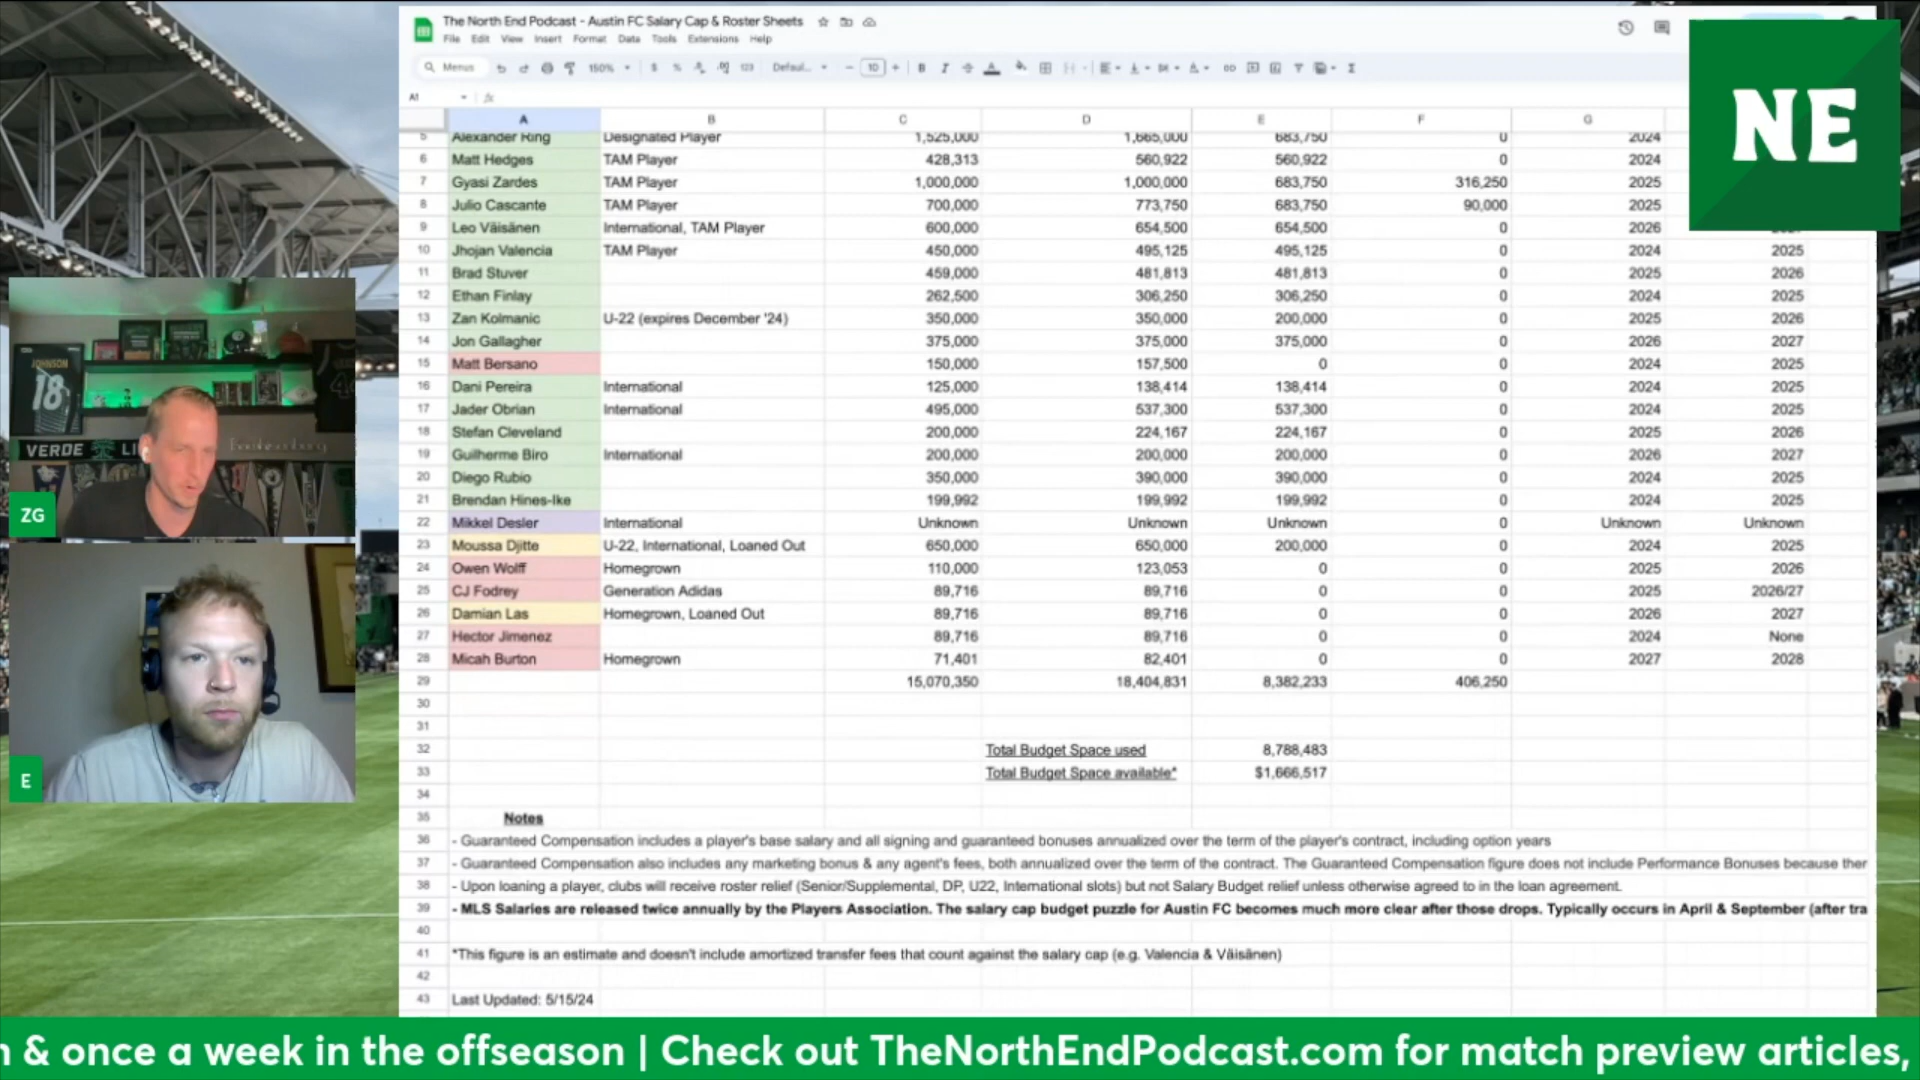 The North End Podcast - Austin FC Salary Cap & Roster Sheets
File Edit View Insert Format Data Tools Extensions Help
Menus 150% $ % 123 Defaul... 10 B I A
A1 fx
A B C D E F G
5 Alexander Ring Designated Player 1,525,000 1,665,000 683,750 0 2024
6 Matt Hedges TAM Player 428,313 560,922 560,922 0 2024
7 Gyasi Zardes TAM Player 1,000,000 1,000,000 683,750 316,250 2025
8 Julio Cascante TAM Player 700,000 773,750 683,750 90,000 2025
9 Leo Väisänen International, TAM Player 600,000 654,500 654,500 0 2026
10 Jhojan Valencia TAM Player 450,000 495,125 495,125 0 2024 2025
11 Brad Stuver 459,000 481,813 481,813 0 2025 2026
12 Ethan Finlay 262,500 306,250 306,250 0 2024 2025
13 Zan Kolmanic U-22 (expires December '24) 350,000 350,000 200,000 0 2025 2026
14 Jon Gallagher 375,000 375,000 375,000 0 2026 2027
15 Matt Bersano 150,000 157,500 0 0 2024 2025
16 Dani Pereira International 125,000 138,414 138,414 0 2024 2025
17 Jader Obrian International 495,000 537,300 537,300 0 2024 2025
18 Stefan Cleveland 200,000 224,167 224,167 0 2025 2026
19 Guilherme Biro International 200,000 200,000 200,000 0 2026 2027
20 Diego Rubio 350,000 390,000 390,000 0 2024 2025
21 Brendan Hines-Ike 199,992 199,992 199,992 0 2024 2025
22 Mikkel Desler International Unknown Unknown Unknown 0 Unknown Unknown
23 Moussa Djitte U-22, International, Loaned Out 650,000 650,000 200,000 0 2024 2025
24 Owen Wolff Homegrown 110,000 123,053 0 0 2025 2026
25 CJ Fodrey Generation Adidas 89,716 89,716 0 0 2025 2026/27
26 Damian Las Homegrown, Loaned Out 89,716 89,716 0 0 2026 2027
27 Hector Jimenez 89,716 89,716 0 0 2024 None
28 Micah Burton Homegrown 71,401 82,401 0 0 2027 2028
29 15,070,350 18,404,831 8,382,233 406,250
30
31
32 Total Budget Space used 8,788,483
33 Total Budget Space available* $1,666,517
34
35 Notes
36 - Guaranteed Compensation includes a player's base salary and all signing and guaranteed bonuses annualized over the term of the player's contract, including option years
37 - Guaranteed Compensation also includes any marketing bonus & any agent's fees, both annualized over the term of the contract. The Guaranteed Compensation figure does not include Performance Bonuses because ther
38 - Upon loaning a player, clubs will receive roster relief (Senior/Supplemental, DP, U22, International slots) but not Salary Budget relief unless otherwise agreed to in the loan agreement.
39 - MLS Salaries are released twice annually by the Players Association. The salary cap budget puzzle for Austin FC becomes much more clear after those drops. Typically occurs in April & September (after tra
40
41 *This figure is an estimate and doesn't include amortized transfer fees that count against the salary cap (e.g. Valencia & Väisänen)
42
43 Last Updated: 5/15/24
NE
JOHNSON
18
VERDE LI
ZG
E
n & once a week in the offseason | Check out TheNorthEndPodcast.com for match preview articles,